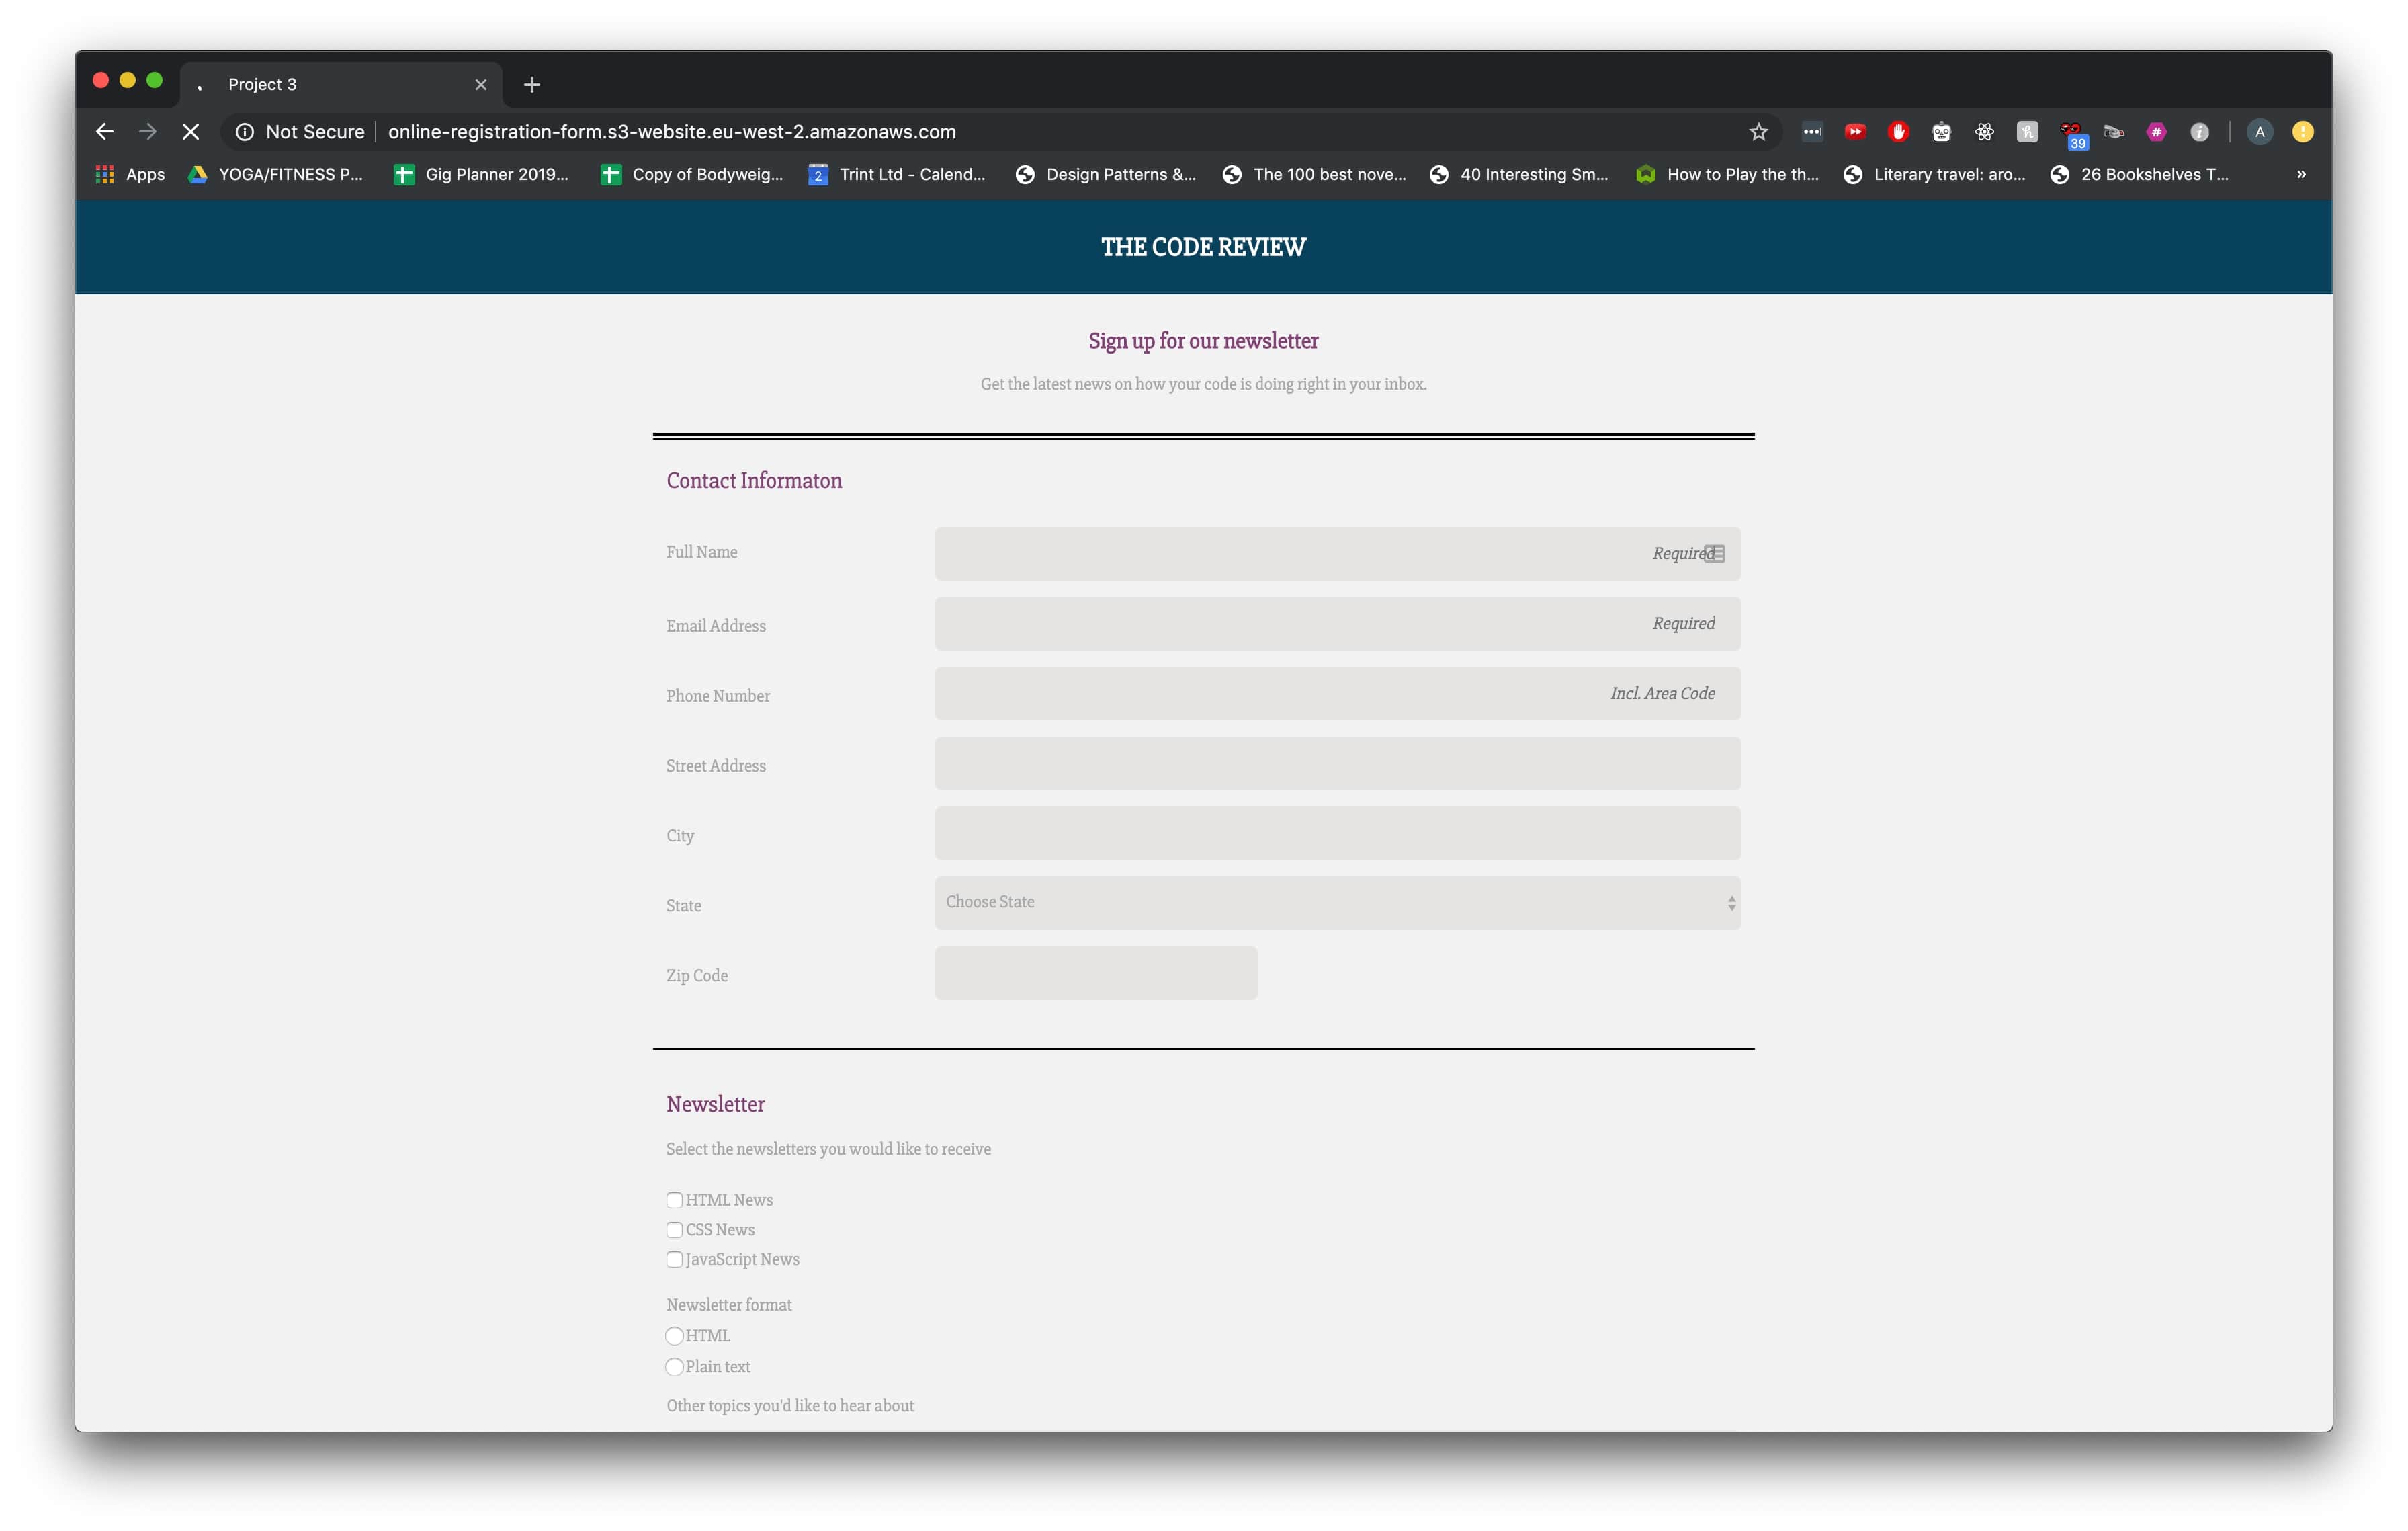 Project 3
Not Secure online-registration-form.s3-website.eu-west-2.amazonaws.com 39 A
Apps YOGA/FITNESS P... Gig Planner 2019... Copy of Bodyweig... 2 Trint Ltd - Calend... Design Patterns &... The 100 best nove... 40 Interesting Sm... How to Play the th... Literary travel: aro... 26 Bookshelves T... »
THE CODE REVIEW
Sign up for our newsletter
Get the latest news on how your code is doing right in your inbox.
Contact Informaton
Full Name Required
Email Address Required
Phone Number Incl. Area Code
Street Address
City
State Choose State
Zip Code
Newsletter
Select the newsletters you would like to receive
HTML News
CSS News
JavaScript News
Newsletter format
HTML
Plain text
Other topics you'd like to hear about